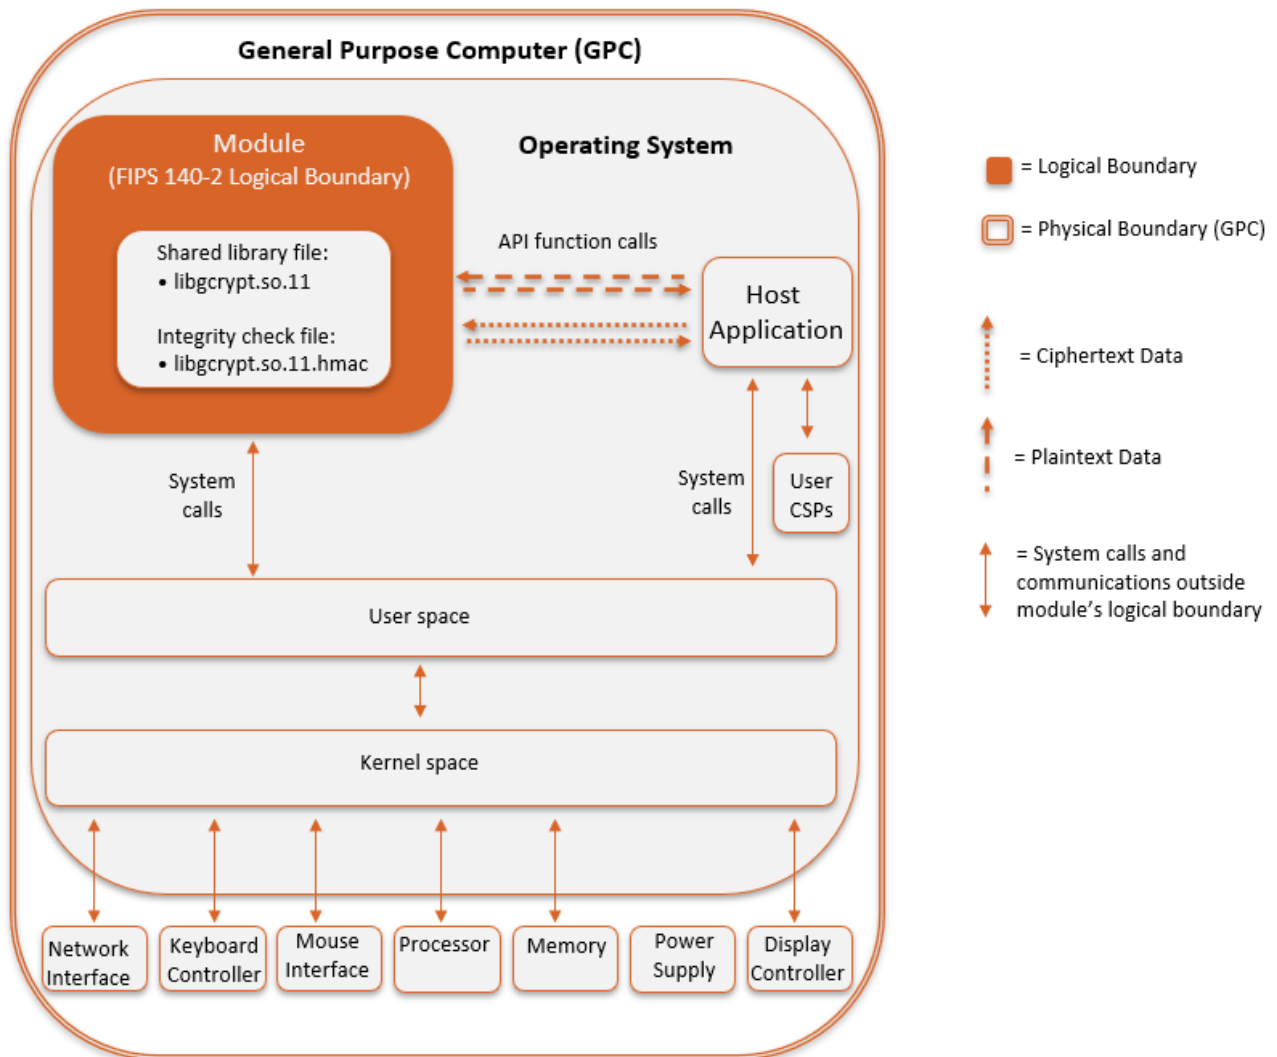 General Purpose Computer (GPC)
Module
(FIPS 140-2 Logical Boundary)
Operating System
Shared library file:
• libgcrypt.so.11
Integrity check file:
• libgcrypt.so.11.hmac
API function calls
Host
Application
System
calls
System
calls
User
CSPs
User space
Kernel space
Network
Interface
Keyboard
Controller
Mouse
Interface
Processor
Memory
Power
Supply
Display
Controller
= Logical Boundary
= Physical Boundary (GPC)
= Ciphertext Data
= Plaintext Data
= System calls and
communications outside
module’s logical boundary